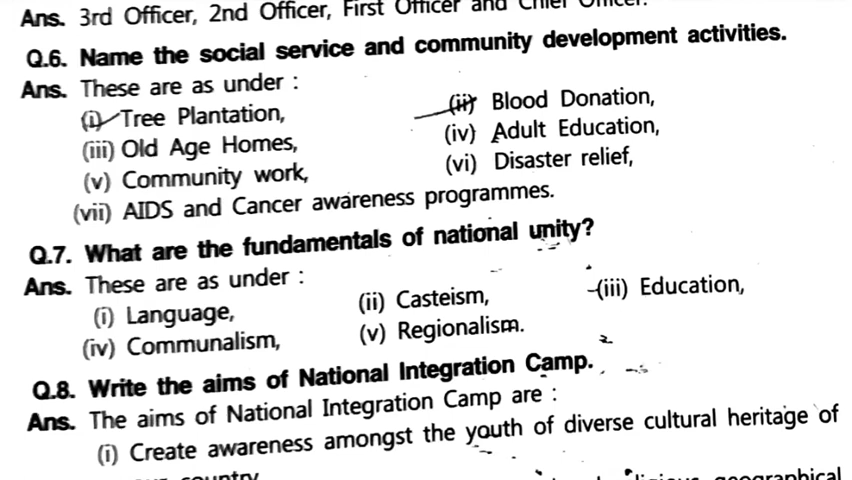 Ans. 3rd Officer, 2nd Officer, First Officer and Chief Officer.
Q.6. Name the social service and community development activities.
Ans. These are as under :
(i) Tree Plantation, (ii) Blood Donation,
(iii) Old Age Homes, (iv) Adult Education,
(v) Community work, (vi) Disaster relief,
(vii) AIDS and Cancer awareness programmes.
Q.7. What are the fundamentals of national unity?
Ans. These are as under :
(i) Language, (ii) Casteism, (iii) Education,
(iv) Communalism, (v) Regionalism.
Q.8. Write the aims of National Integration Camp.
Ans. The aims of National Integration Camp are :
(i) Create awareness amongst the youth of diverse cultural heritage of
country geographical